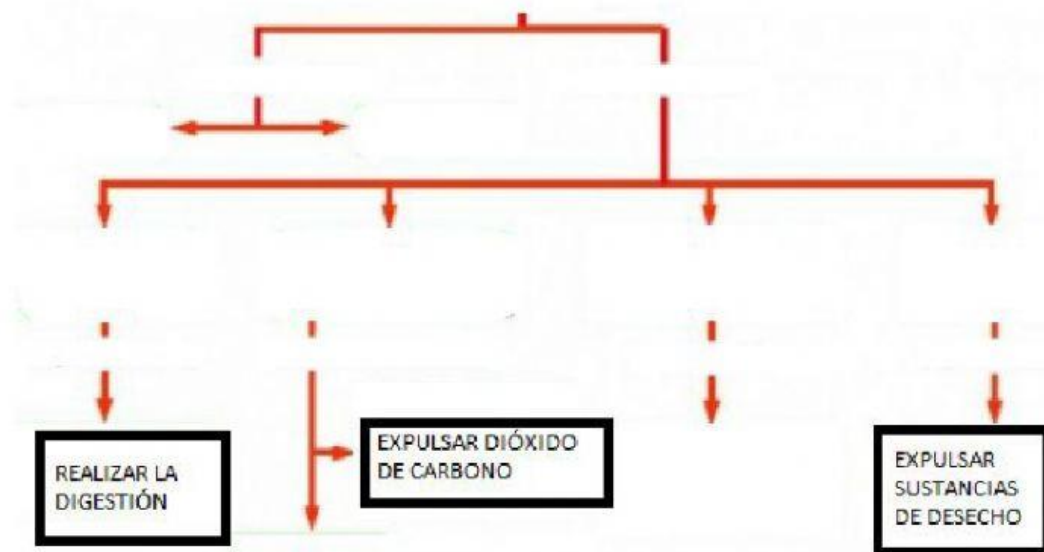 REALIZAR LA
DIGESTIÓN
EXPULSAR DIÓXIDO
DE CARBONO
EXPULSAR
SUSTANCIAS
DE DESECHO